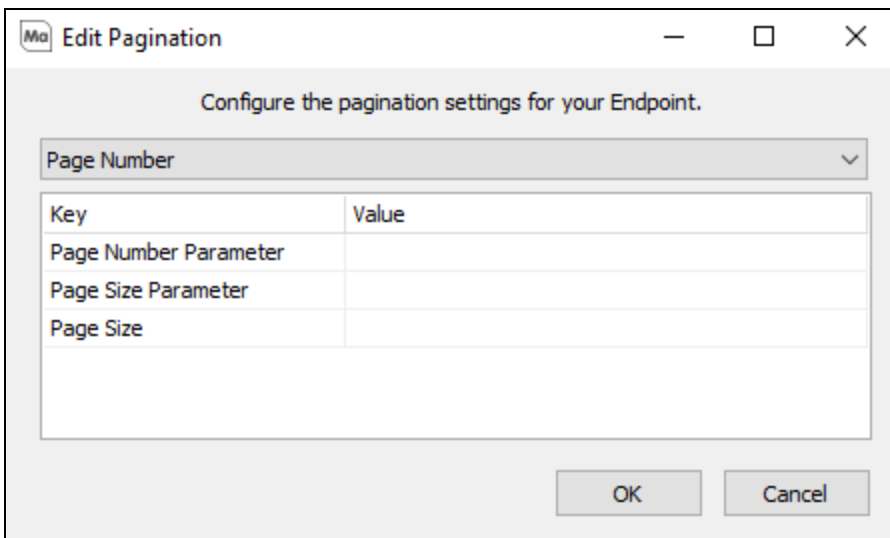 Ma Edit Pagination
Configure the pagination settings for your Endpoint.
Page Number
Key Value
Page Number Parameter
Page Size Parameter
Page Size
OK Cancel